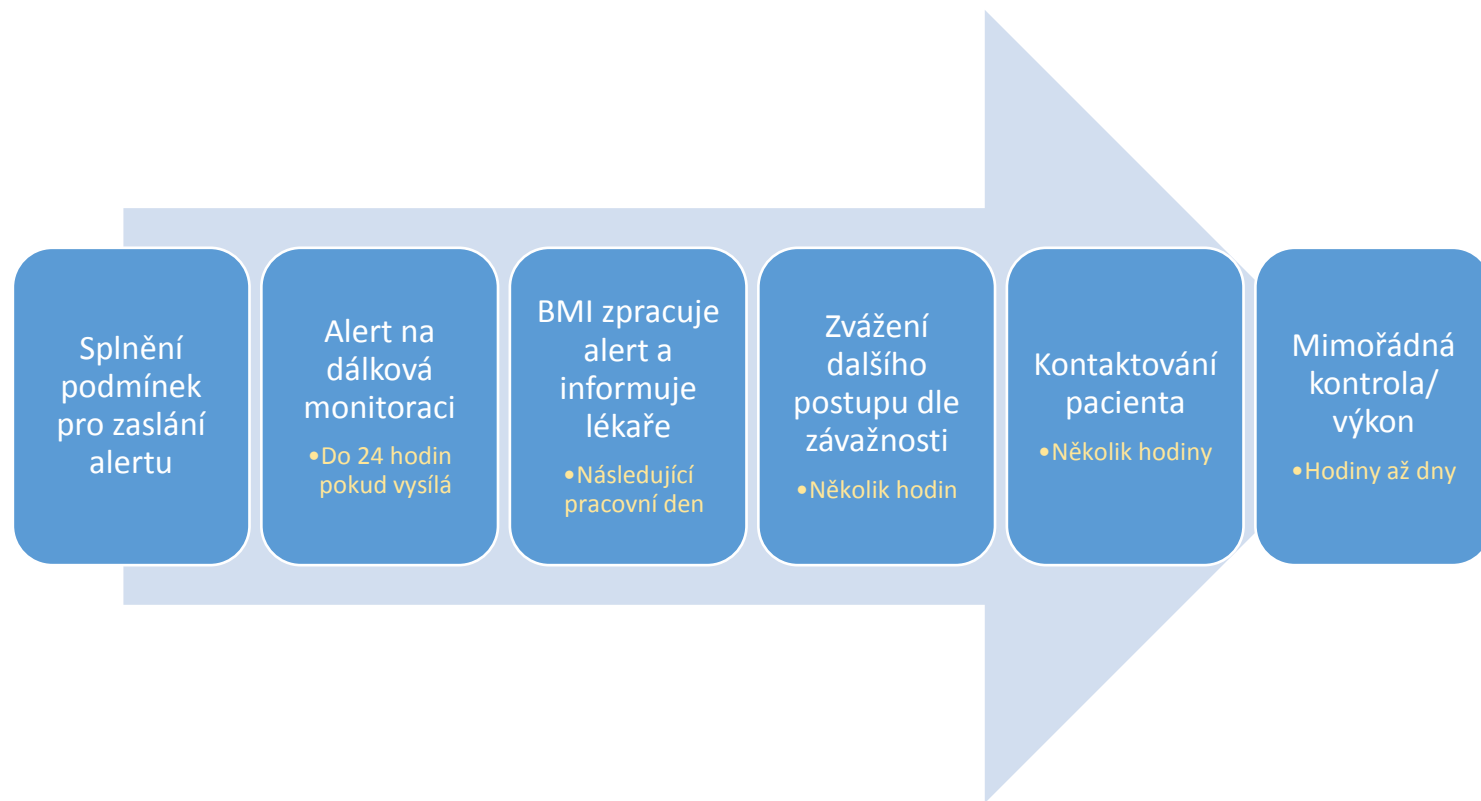 Splnění
podmínek
pro zaslání
alertu
Alert na
dálková
monitoraci
•Do 24 hodin
pokud vysílá
BMI zpracuje
alert a
informuje
lékaře
•Následující
pracovní den
Zvážení
dalšího
postupu dle
závažnosti
•Několik hodin
Kontaktování
pacienta
•Několik hodiny
Mimořádná
kontrola/
výkon
•Hodiny až dny